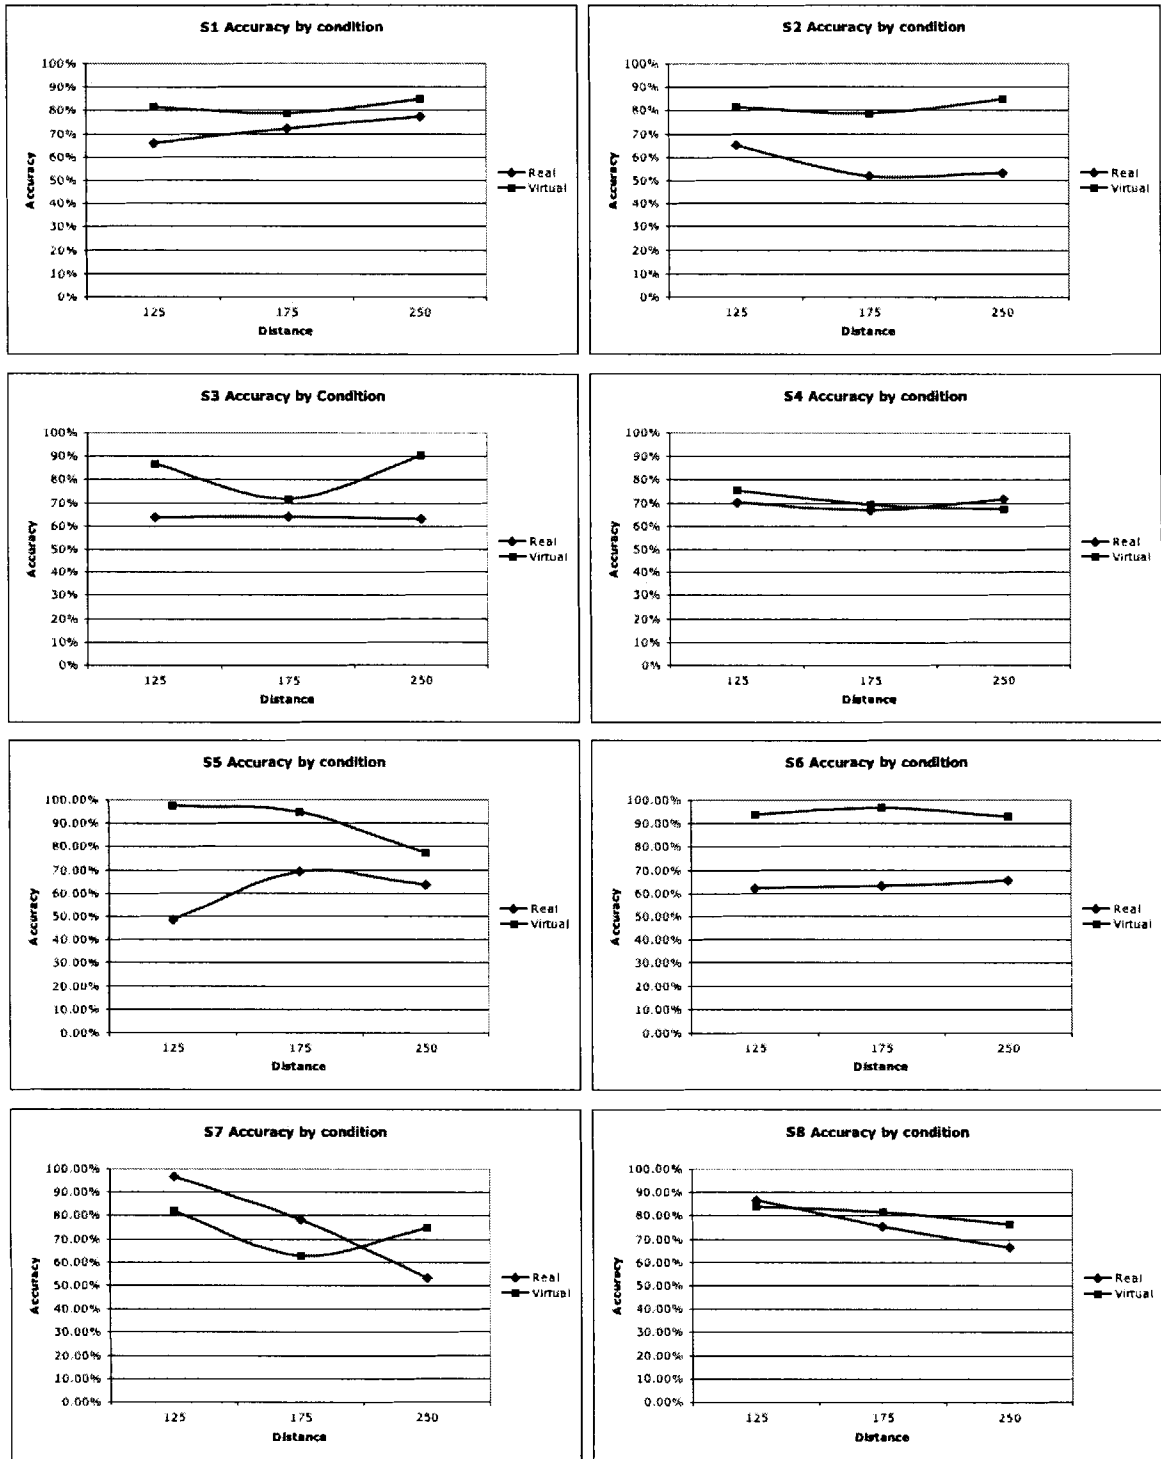 S1 Accuracy by condition
100%
90%
80%
70%
60%
50%
40%
30%
20%
10%
0%
Accuracy
125 175 250
Distance
Real
Virtual
S2 Accuracy by condition
100%
90%
80%
70%
60%
50%
40%
30%
20%
10%
0%
Accuracy
125 175 250
Distance
Real
Virtual
S3 Accuracy by Condition
100%
90%
80%
70%
60%
50%
40%
30%
20%
10%
0%
Accuracy
125 175 250
Distance
Real
Virtual
S4 Accuracy by condition
100%
90%
80%
70%
60%
50%
40%
30%
20%
10%
0%
Accuracy
125 175 250
Distance
Real
Virtual
S5 Accuracy by condition
100.00%
90.00%
80.00%
70.00%
60.00%
50.00%
40.00%
30.00%
20.00%
10.00%
0.00%
Accuracy
125 175 250
Distance
Real
Virtual
S6 Accuracy by condition
100.00%
90.00%
80.00%
70.00%
60.00%
50.00%
40.00%
30.00%
20.00%
10.00%
0.00%
Accuracy
125 175 250
Distance
Real
Virtual
S7 Accuracy by condition
100.00%
90.00%
80.00%
70.00%
60.00%
50.00%
40.00%
30.00%
20.00%
10.00%
0.00%
Accuracy
125 175 250
Distance
Real
Virtual
S8 Accuracy by condition
100.00%
90.00%
80.00%
70.00%
60.00%
50.00%
40.00%
30.00%
20.00%
10.00%
0.00%
Accuracy
125 175 250
Distance
Real
Virtual